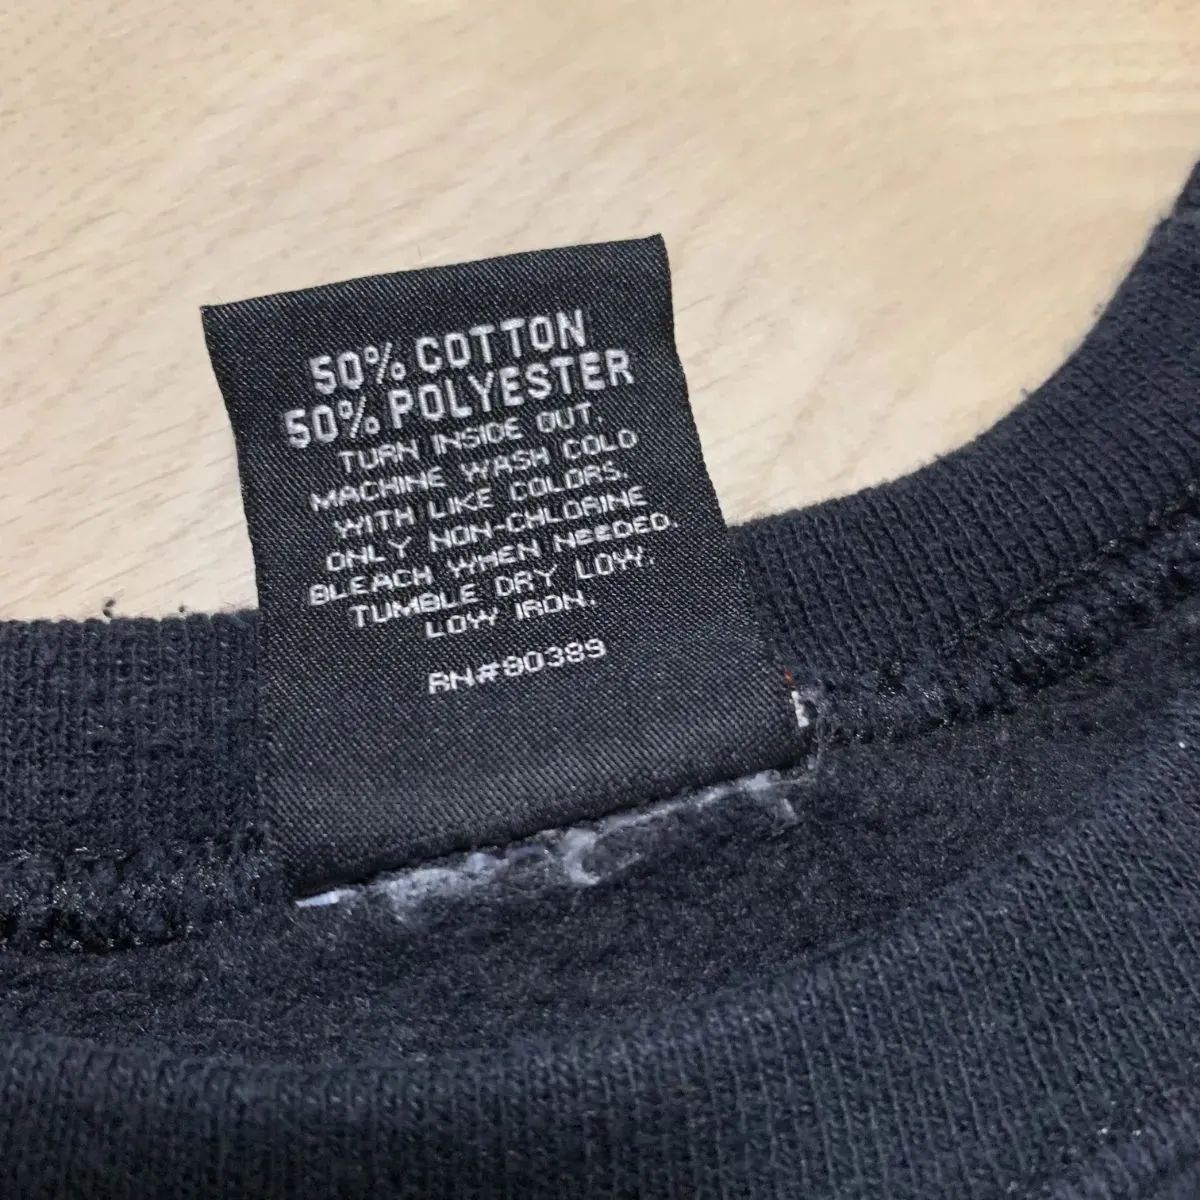 50% COTTON
50% POLYESTER
TURN INSIDE OUT.
MACHINE WASH COLD
WITH LIKE COLORS.
ONLY NON-CHLORINE
BLEACH WHEN NEEDED.
TUMBLE DRY LOW.
LOW IRON.
RN#80389